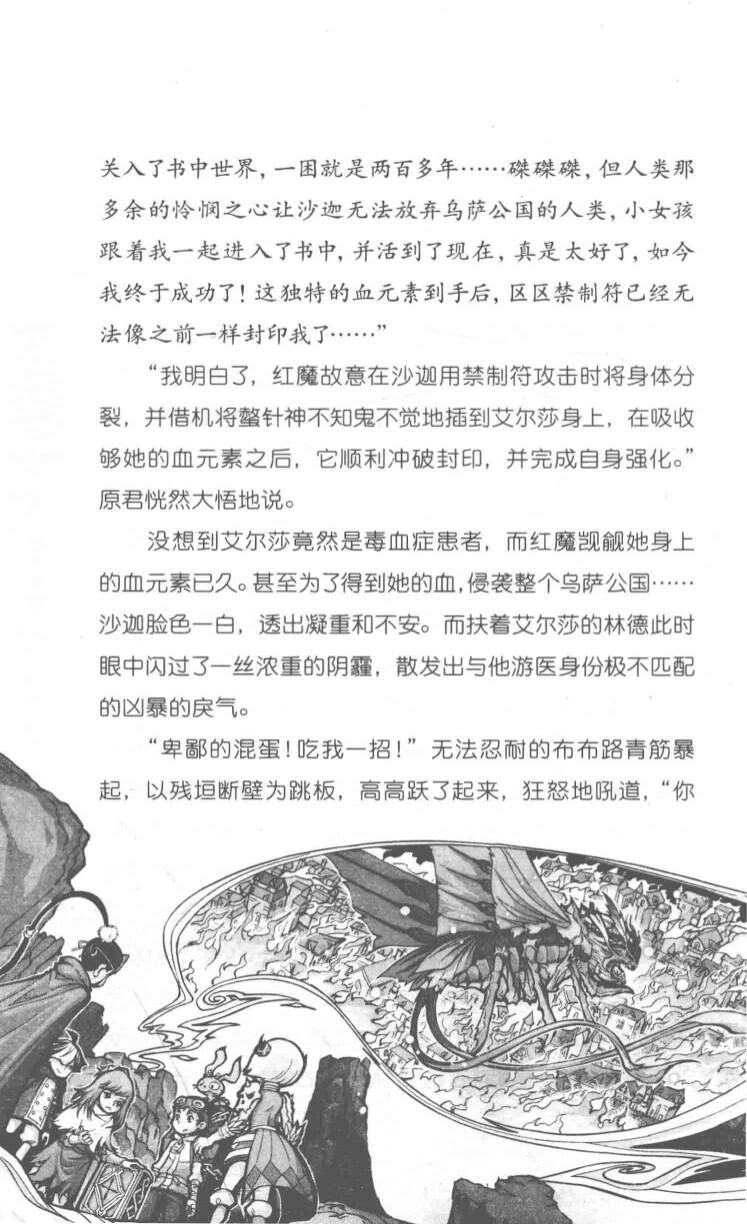 关入了书中世界，一困就是两百多年……磔磔磔，但人类那
多余的怜悯之心让沙迦无法放弃乌萨公国的人类，小女孩
跟着我一起进入了书中，并活到了现在，真是太好了，如今
我终于成功了！这独特的血元素到手后，区区禁制符已经无
法像之前一样封印我了……”
“我明白了，红魔故意在沙迦用禁制符攻击时将身体分
裂，并借机将螯针神不知鬼不觉地插到艾尔莎身上，在吸收
够她的血元素之后，它顺利冲破封印，并完成自身强化。”
原君恍然大悟地说。
没想到艾尔莎竟然是毒血症患者，而红魔觊觎她身上
的血元素已久。甚至为了得到她的血，侵袭整个乌萨公国……
沙迦脸色一白，透出凝重和不安。而扶着艾尔莎的林德此时
眼中闪过了一丝浓重的阴霾，散发出与他游医身份极不匹配
的凶暴的戾气。
“卑鄙的混蛋！吃我一招！”无法忍耐的布布路青筋暴
起，以残垣断壁为跳板，高高跃了起来，狂怒地吼道，“你